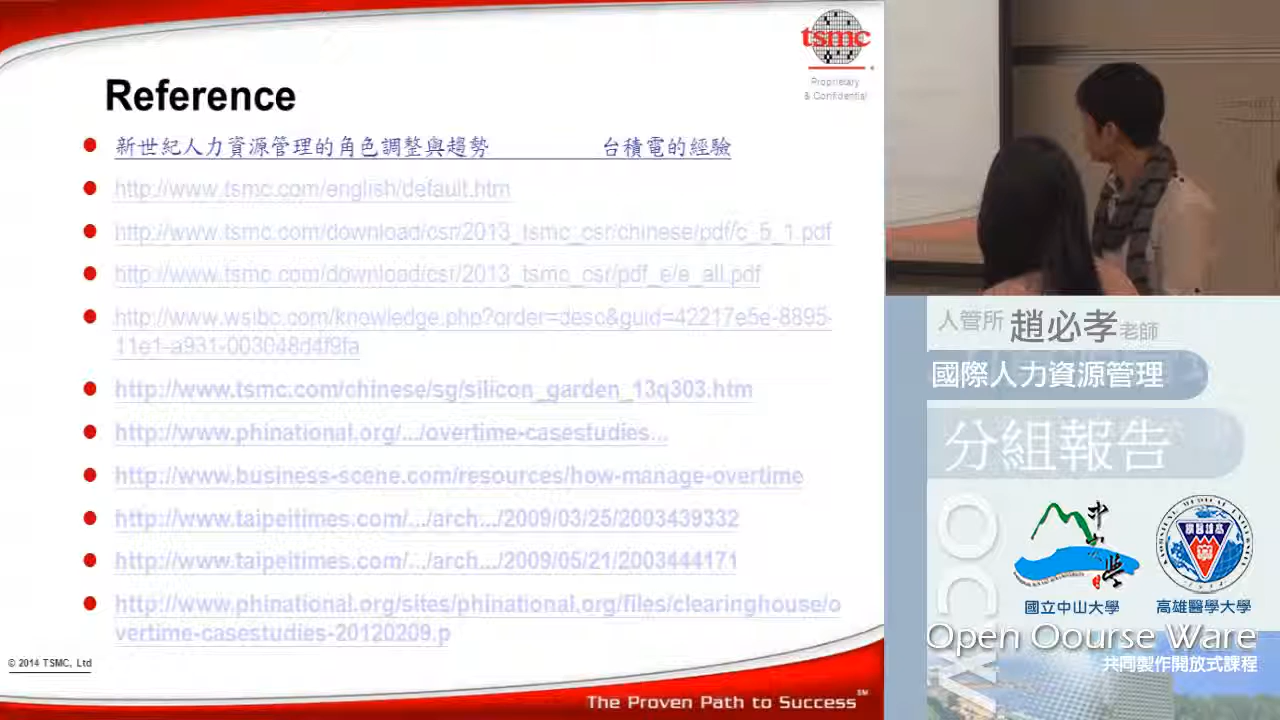 tsmc
Proprietary
& Confidential
Reference
新世紀人力資源管理的角色調整與趨勢 台積電的經驗
http://www.tsmc.com/english/default.htm
http://www.tsmc.com/download/csr/2013_tsmc_csr/chinese/pdf/c_5_1.pdf
http://www.tsmc.com/download/csr/2013_tsmc_csr/pdf_e/e_all.pdf
http://www.wsibc.com/knowledge.php?order=desc&guid=42217e5e-8895-
11e1-a931-003048d4f9fa
http://www.tsmc.com/chinese/sg/silicon_garden_13q303.htm
http://www.phinational.org/.../overtime-casestudies...
http://www.business-scene.com/resources/how-manage-overtime
http://www.taipeitimes.com/.../arch.../2009/03/25/2003439332
http://www.taipeitimes.com/.../arch.../2009/05/21/2003444171
http://www.phinational.org/sites/phinational.org/files/clearinghouse/o
vertime-casestudies-20120209.p
© 2014 TSMC, Ltd
The Proven Path to Success℠
人管所 趙必孝老師
國際人力資源管理
分組報告
OCW
國立中山大學
高雄醫學大學
Open Oourse Ware
共同製作開放式課程